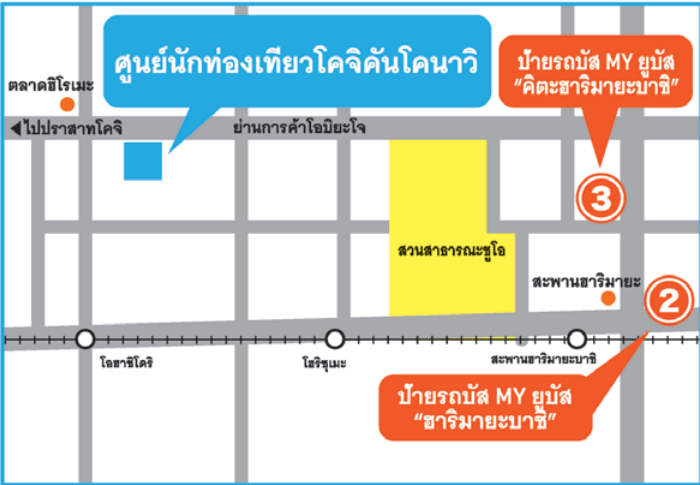 ศูนย์นักท่องเที่ยวโคจิคันโคนาวิ
ป้ายรถบัส MY ยูบัส
“คิตะฮาริมายะบาชิ”
ตลาดฮิโรเมะ
◀ไปปราสาทโคจิ
ย่านการค้าโอบิยะโจ
3
สวนสาธารณะชูโอ
สะพานฮาริมายะ
2
โอฮาชิโดริ
โฮริซุเมะ
สะพานฮาริมายะบาชิ
ป้ายรถบัส MY ยูบัส
“ฮาริมายะบาชิ”